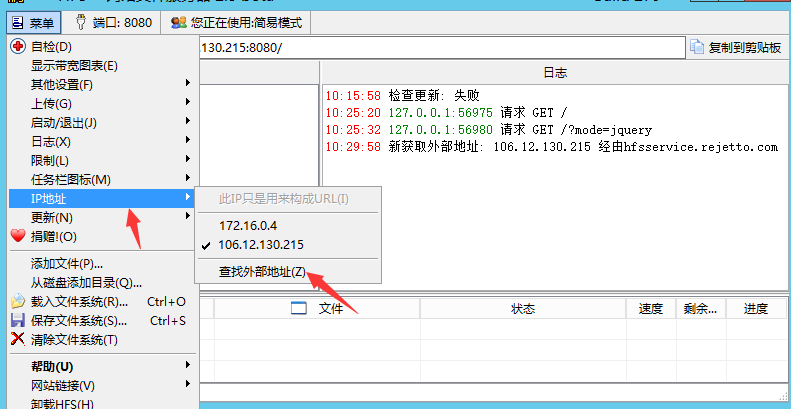 菜单 端口: 8080 您正在使用:简易模式
.130.215:8080/ 复制到剪贴板
自检(D)
显示带宽图表(E)
其他设置(F)
上传(G)
启动/退出(J)
日志(X)
限制(L)
任务栏图标(M)
IP地址
更新(N)
捐赠!(O)
添加文件(P)...
从磁盘添加目录(Q)...
载入文件系统(R)... Ctrl+O
保存文件系统(S)... Ctrl+S
清除文件系统(T)
帮助(U)
网站链接(V)
卸载HFS(H)
此IP只是用来构成URL(I)
172.16.0.4
106.12.130.215
查找外部地址(Z)
日志
10:15:58 检查更新: 失败
10:25:20 127.0.0.1:56975 请求 GET /
10:25:32 127.0.0.1:56980 请求 GET /?mode=jquery
10:29:58 新获取外部地址: 106.12.130.215 经由hfsservice.rejetto.com
文件 状态 速度 剩余... 进度